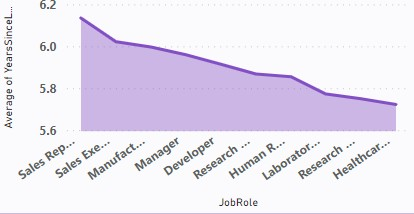 Average of YearsSinceL...
6.2
6.0
5.8
5.6
Sales Rep...
Sales Exe...
Manufact...
Manager
Developer
Research ...
Human R...
Laborator...
Research ...
Healthcar...
JobRole